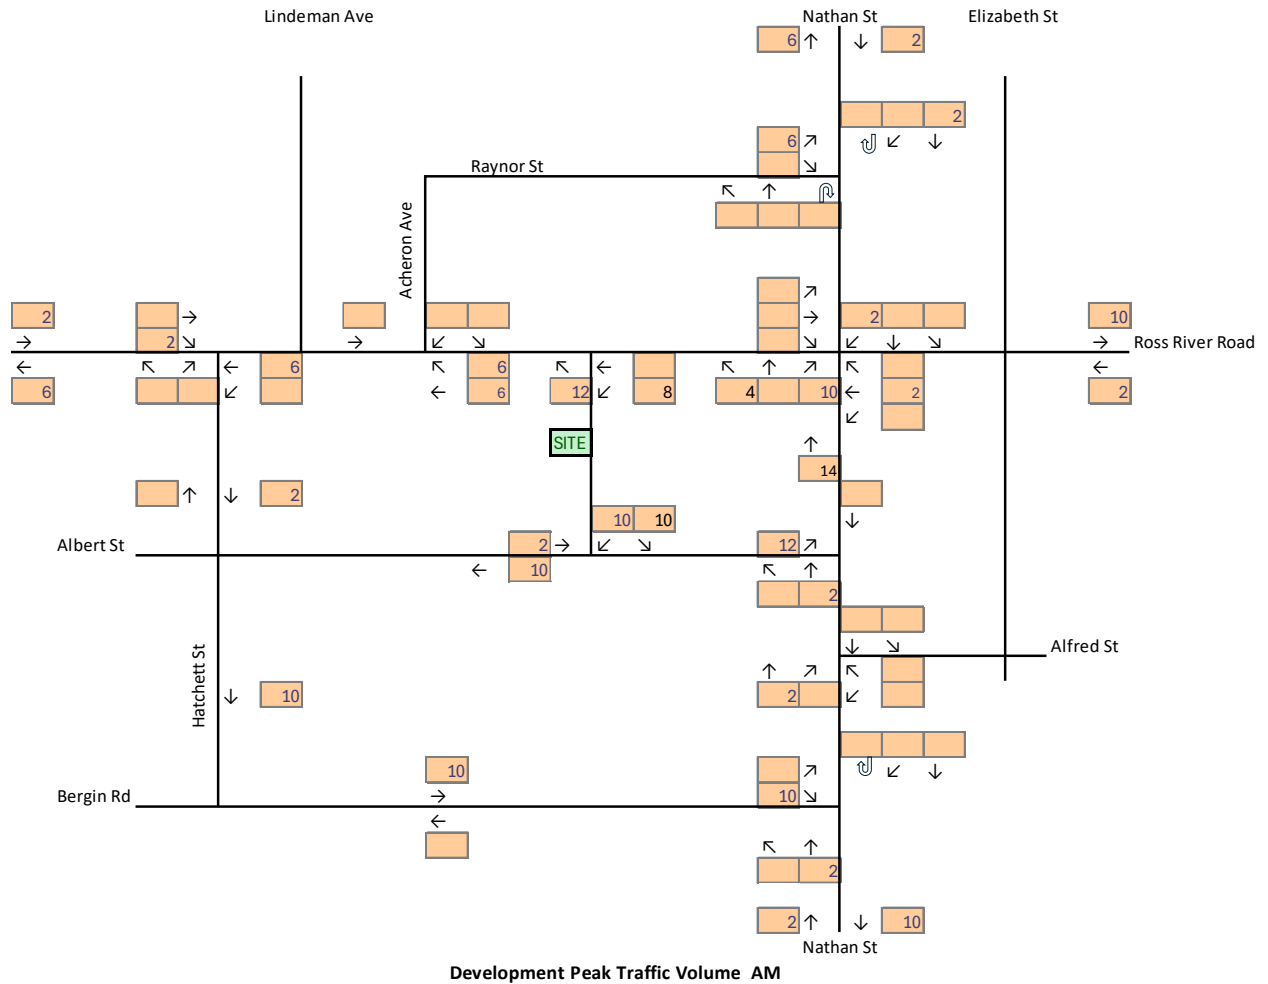 Lindeman Ave Nathan St Elizabeth St
6 2
2
6
Raynor St
Acheron Ave
2 2 10
2 Ross River Road
6 6
6 6 12 8 4 10 2 2
SITE
14
2
10 10
Albert St 2 12
10
2
Alfred St
Hatchett St
10 2
10
Bergin Rd 10
2
2 10
Nathan St
Development Peak Traffic Volume AM